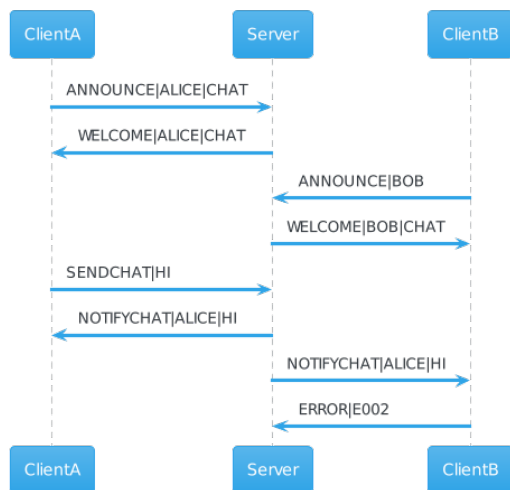 ClientA Server ClientB
ANNOUNCE|ALICE|CHAT
WELCOME|ALICE|CHAT
ANNOUNCE|BOB
WELCOME|BOB|CHAT
SENDCHAT|HI
NOTIFYCHAT|ALICE|HI
NOTIFYCHAT|ALICE|HI
ERROR|E002
ClientA Server ClientB